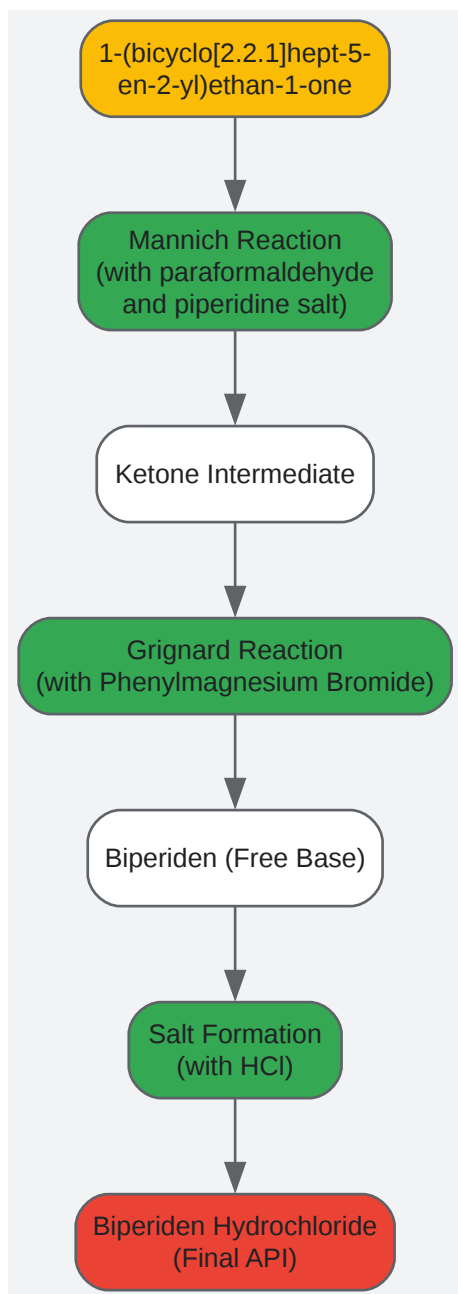 1-(bicyclo[2.2.1]hept-5-
en-2-yl)ethan-1-one
Mannich Reaction
(with paraformaldehyde
and piperidine salt)
Ketone Intermediate
Grignard Reaction
(with Phenylmagnesium Bromide)
Biperiden (Free Base)
Salt Formation
(with HCl)
Biperiden Hydrochloride
(Final API)